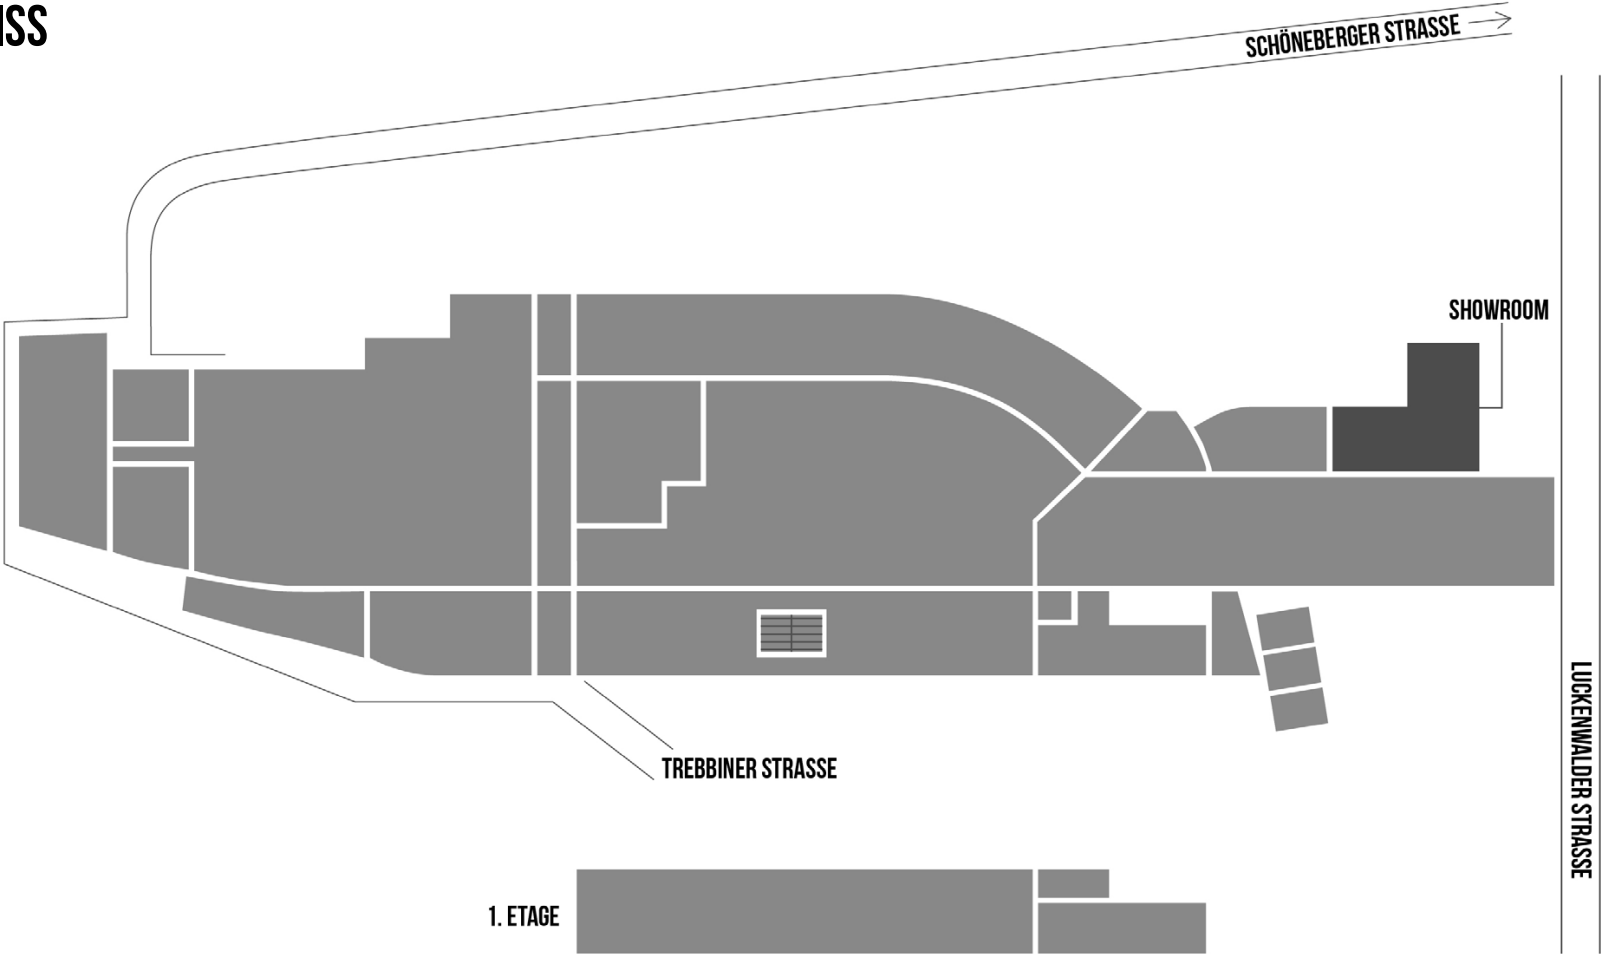 ISS
SCHÖNEBERGER STRASSE
SHOWROOM
LUCKENWALDER STRASSE
TREBBINER STRASSE
1. ETAGE